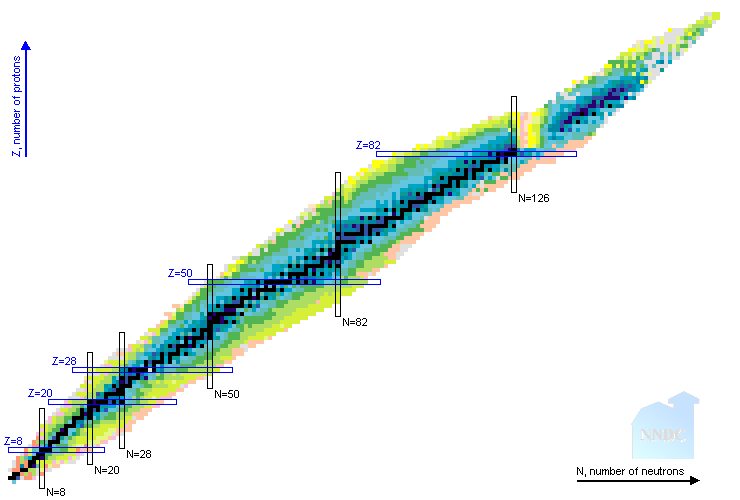 Z, number of protons
Z=82
N=126
Z=50
N=82
Z=28
N=50
Z=20
N=28
Z=8
N=20
N=8
NNDC
N, number of neutrons